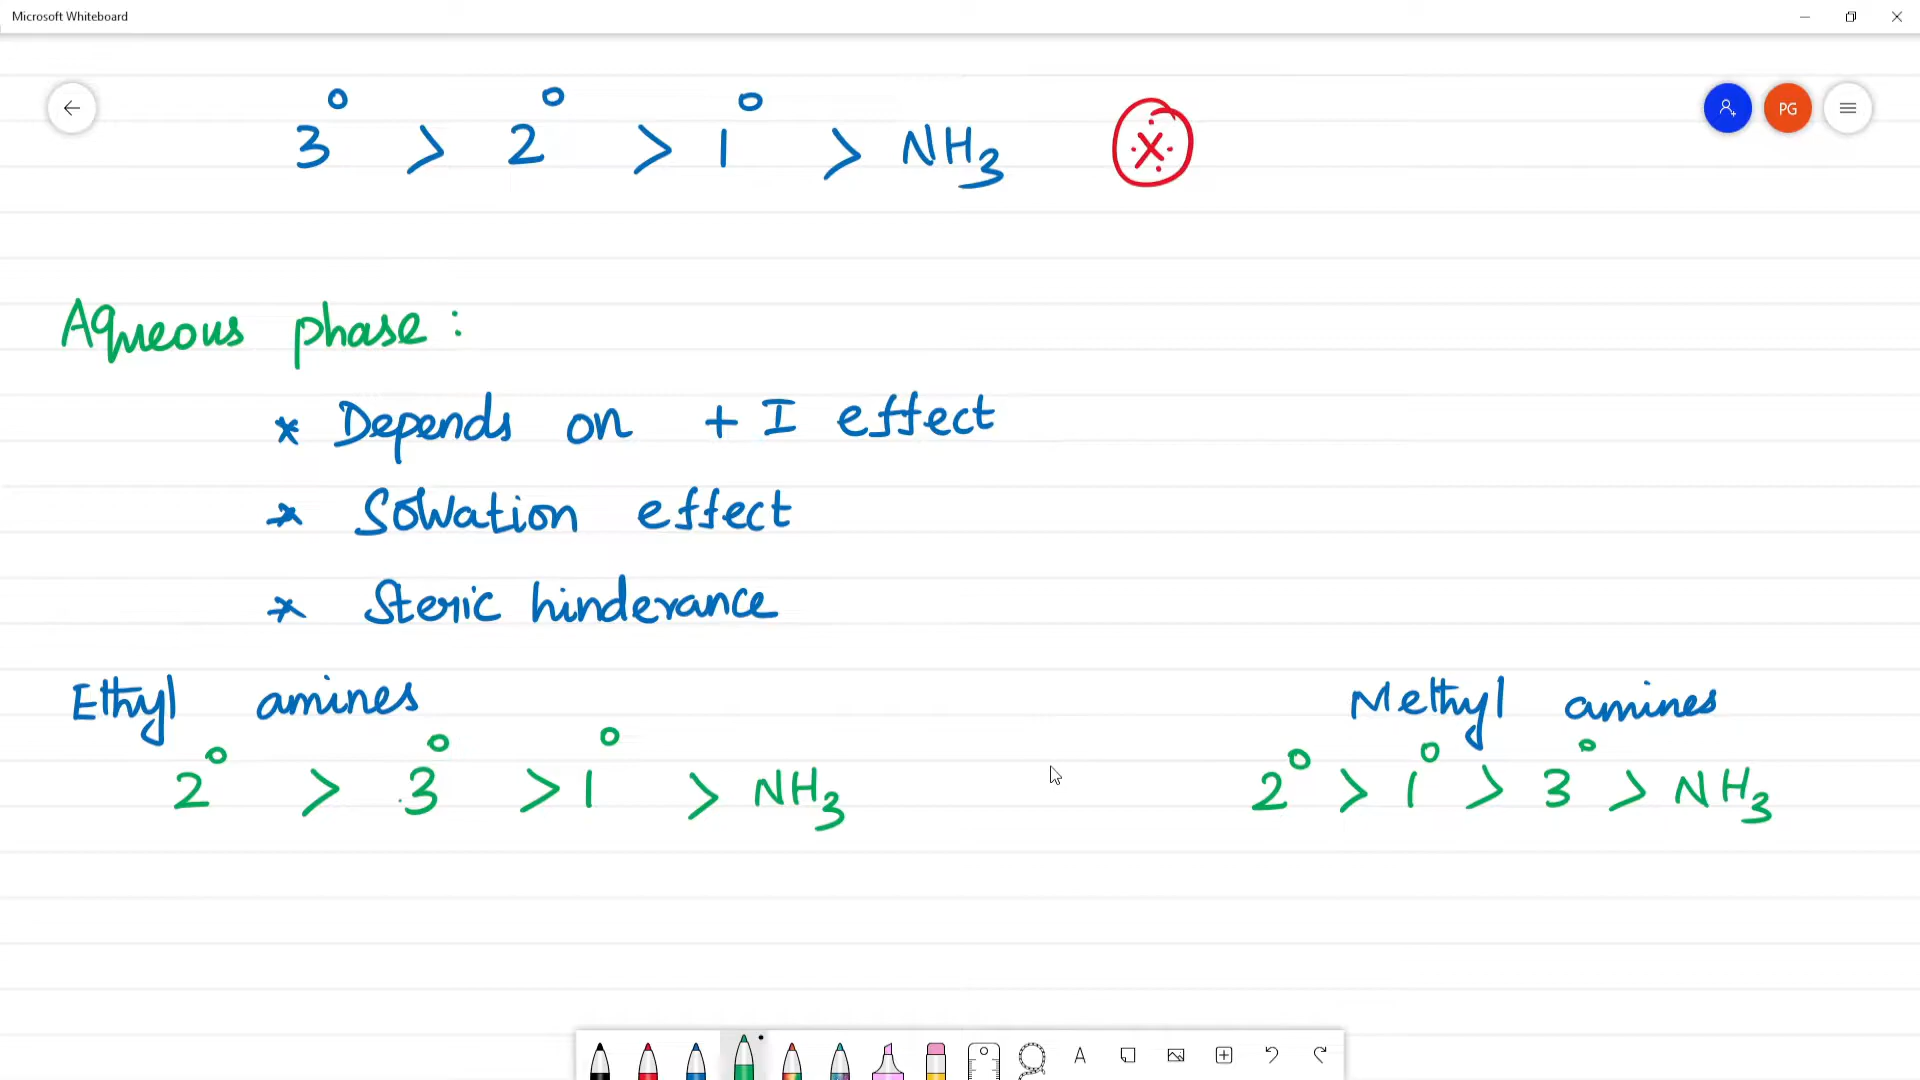 Microsoft Whiteboard
3° > 2° > 1° > NH3 X
PG
Aqueous phase :
* Depends on + I effect
* Solvation effect
* Steric hinderance
Ethyl amines Methyl amines
2° > 3° > 1° > NH3 2° > 1° > 3° > NH3
A